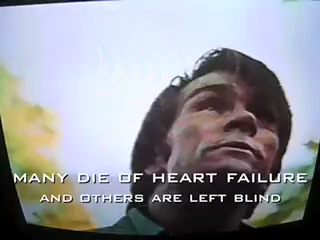 MANY DIE OF HEART FAILURE
AND OTHERS ARE LEFT BLIND